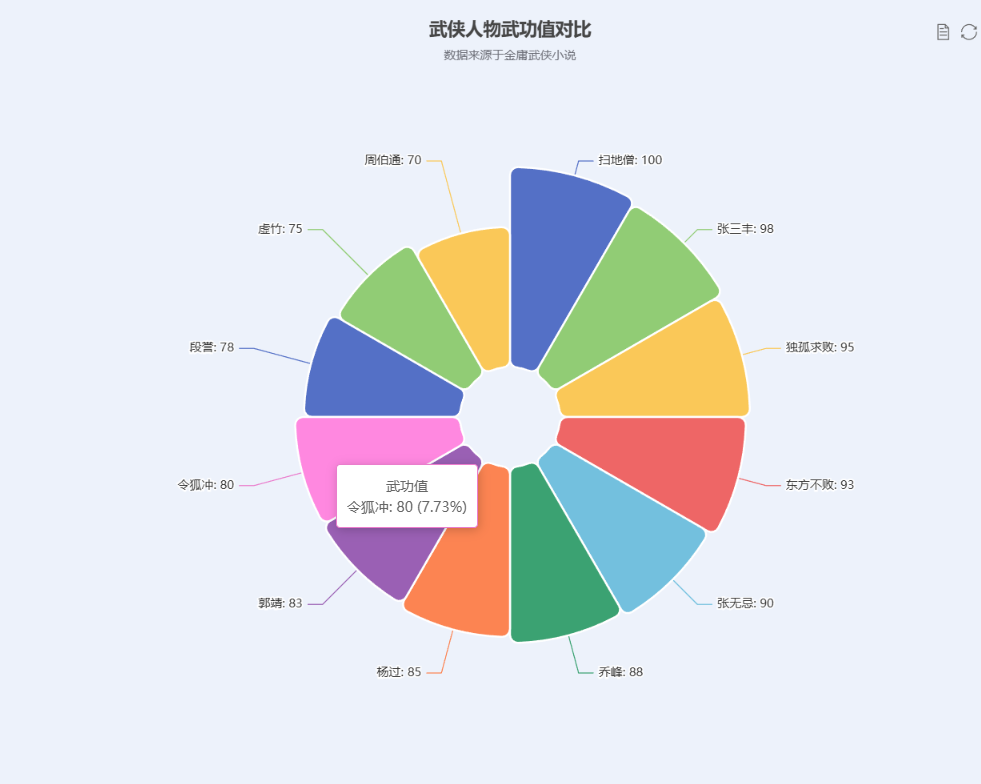 武侠人物武功值对比
数据来源于金庸武侠小说
周伯通: 70
扫地僧: 100
虚竹: 75
张三丰: 98
段誉: 78
独孤求败: 95
令狐冲: 80
武功值
令狐冲: 80 (7.73%)
东方不败: 93
郭靖: 83
张无忌: 90
杨过: 85
乔峰: 88